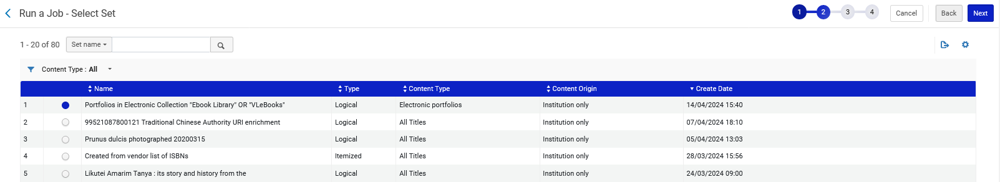 Run a Job - Select Set
1 2 3 4 Cancel Back Next
1 - 20 of 80 Set name
Content Type : All
Name Type Content Type Content Origin Create Date
1 Portfolios in Electronic Collection "Ebook Library" OR "VLeBooks" Logical Electronic portfolios Institution only 14/04/2024 15:40
2 99521087800121 Traditional Chinese Authority URI enrichment Logical All Titles Institution only 07/04/2024 18:10
3 Prunus dulcis photographed 20200315 Logical All Titles Institution only 05/04/2024 13:03
4 Created from vendor list of ISBNs Itemized All Titles Institution only 28/03/2024 15:56
5 Likutei Amarim Tanya : its story and history from the Logical All Titles Institution only 24/03/2024 09:00